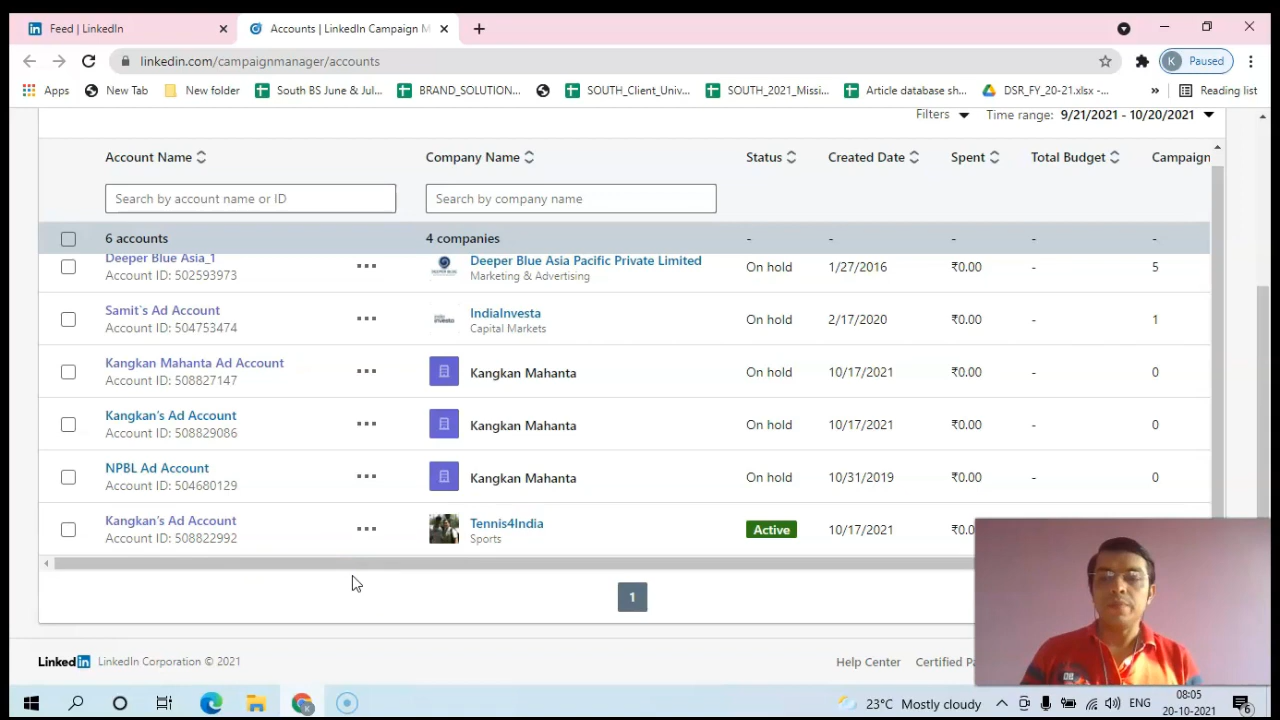 Feed | LinkedIn
Accounts | LinkedIn Campaign M
linkedin.com/campaignmanager/accounts
K Paused
Apps New Tab New folder South BS June & Jul... BRAND_SOLUTION... SOUTH_Client_Univ... SOUTH_2021_Missi... Article database sh... DSR_FY_20-21.xlsx -... » Reading list
Filters Time range: 9/21/2021 - 10/20/2021
Account Name Company Name Status Created Date Spent Total Budget Campaign
Search by account name or ID Search by company name
6 accounts 4 companies - - - - -
Deeper Blue Asia_1
Account ID: 502593973
Deeper Blue Asia Pacific Private Limited
Marketing & Advertising
On hold 1/27/2016 ₹0.00 - 5
Samit`s Ad Account
Account ID: 504753474
IndiaInvesta
Capital Markets
On hold 2/17/2020 ₹0.00 - 1
Kangkan Mahanta Ad Account
Account ID: 508827147
Kangkan Mahanta
On hold 10/17/2021 ₹0.00 - 0
Kangkan’s Ad Account
Account ID: 508829086
Kangkan Mahanta
On hold 10/17/2021 ₹0.00 - 0
NPBL Ad Account
Account ID: 504680129
Kangkan Mahanta
On hold 10/31/2019 ₹0.00 - 0
Kangkan’s Ad Account
Account ID: 508822992
Tennis4India
Sports
Active 10/17/2021 ₹0.0
1
LinkedIn LinkedIn Corporation © 2021 Help Center Certified
23°C Mostly cloudy ENG
08:05
20-10-2021
6